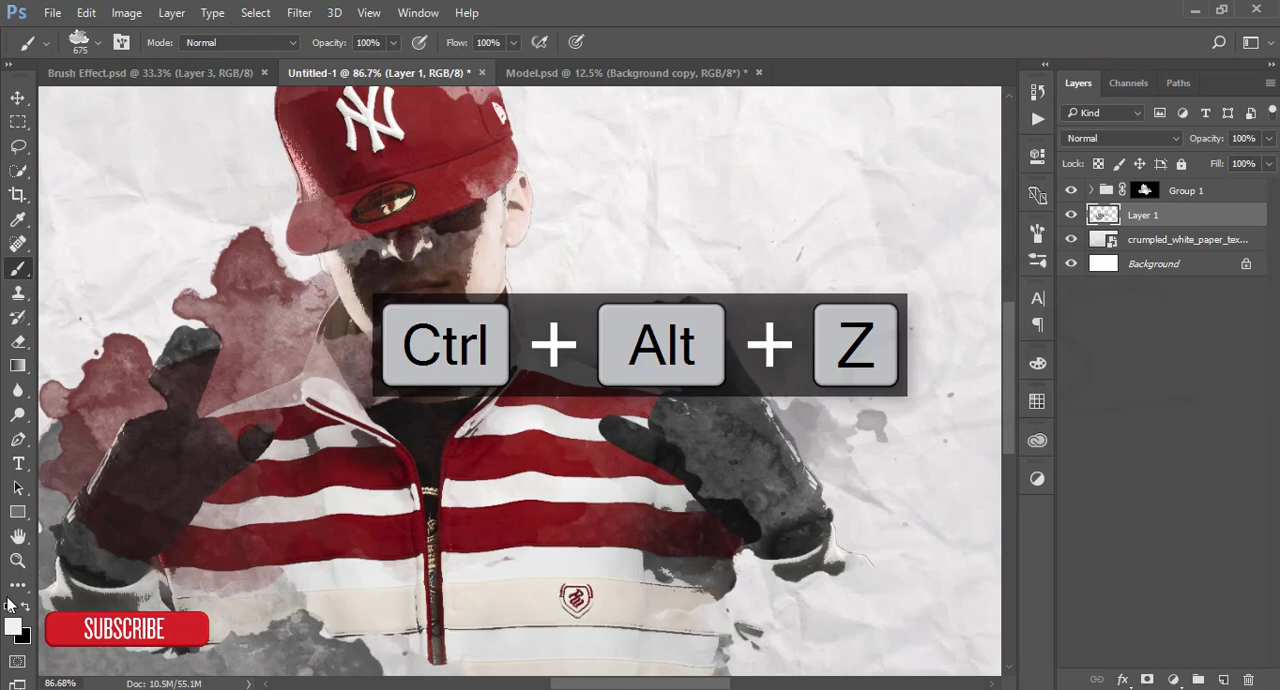 Ps File Edit Image Layer Type Select Filter 3D View Window Help
675 Mode: Normal Opacity: 100% Flow: 100%
Brush Effect.psd @ 33.3% (Layer 3, RGB/8) × Untitled-1 @ 86.7% (Layer 1, RGB/8) * × Model.psd @ 12.5% (Background copy, RGB/8*) * ×
Layers Channels Paths
Kind
Normal Opacity: 100%
Lock: Fill: 100%
Group 1
Layer 1
crumpled_white_paper_tex...
Background
NY
Ctrl + Alt + Z
SUBSCRIBE
86.68% Doc: 10.5M/55.1M